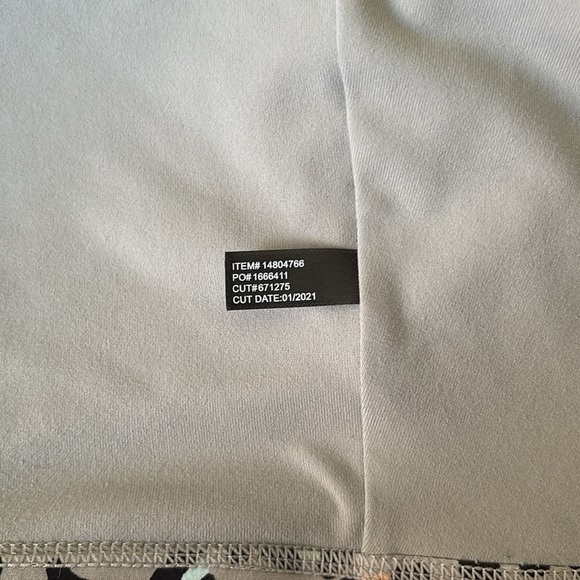 ITEM# 14804766
PO# 1666411
CUT#671275
CUT DATE:01/2021